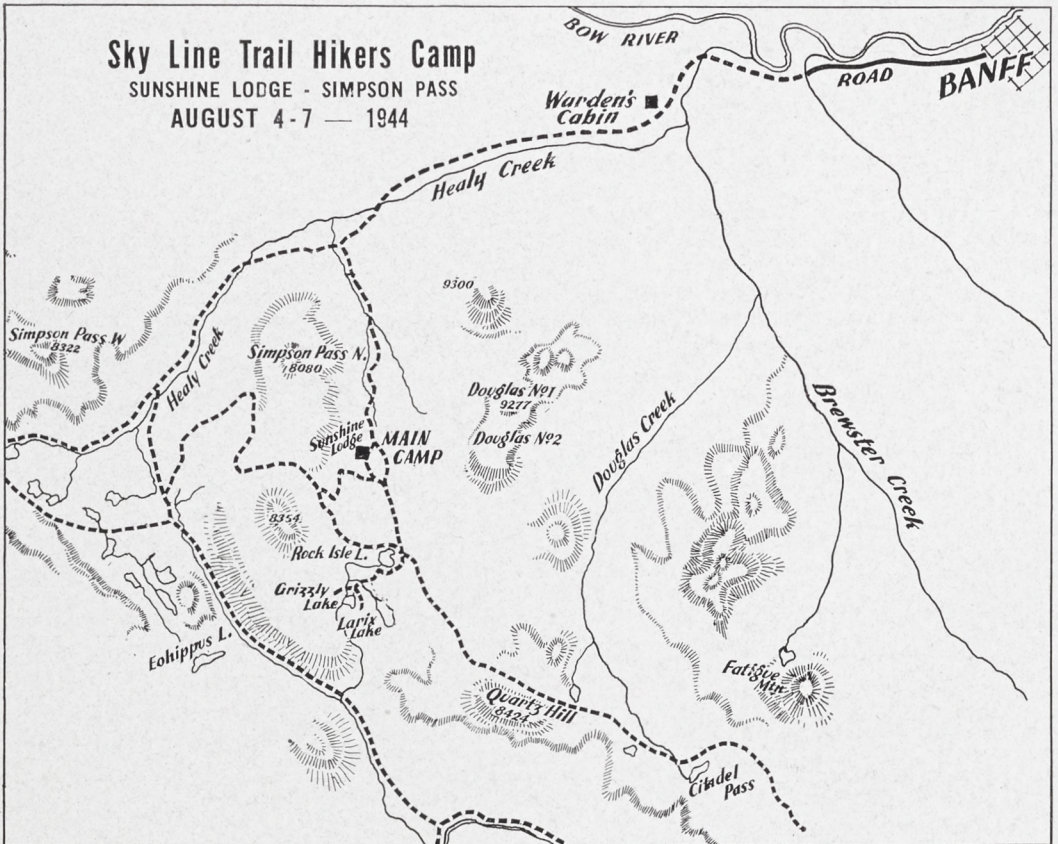 Sky Line Trail Hikers Camp
SUNSHINE LODGE - SIMPSON PASS
AUGUST 4-7 — 1944
BOW RIVER
ROAD
BANFF
Warden's
Cabin
Healy Creek
9300
Simpson Pass W
8322
Healy Creek
Simpson Pass N.
8080
Douglas No1
9277
Douglas No2
Sunshine
Lodge
MAIN
CAMP
Douglas Creek
Brewster Creek
8354
Rock Isle L.
Grizzly
Lake
Larix
Lake
Eohippus L.
Quartz Hill
8424
Fatigue
Mtn.
Citadel
Pass